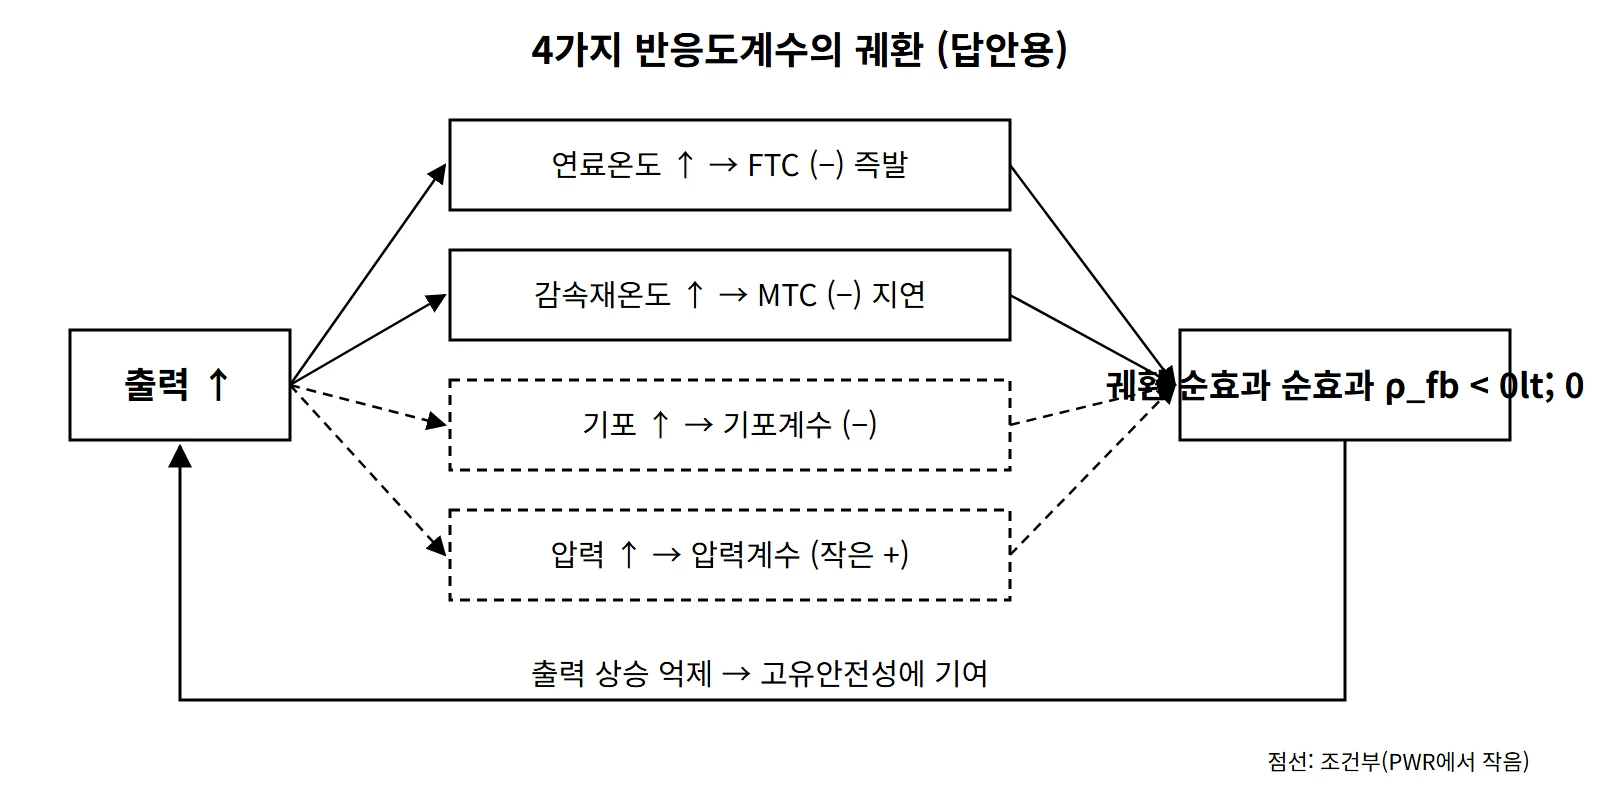 4가지 반응도계수의 궤환 (답안용)
연료온도 ↑ → FTC (−) 즉발
감속재온도 ↑ → MTC (−) 지연
출력 ↑
기포 ↑ → 기포계수 (−)
궤환 순효과 순효과 ρ_fb < 0lt; 0
압력 ↑ → 압력계수 (작은 +)
출력 상승 억제 → 고유안전성에 기여
점선: 조건부(PWR에서 작음)